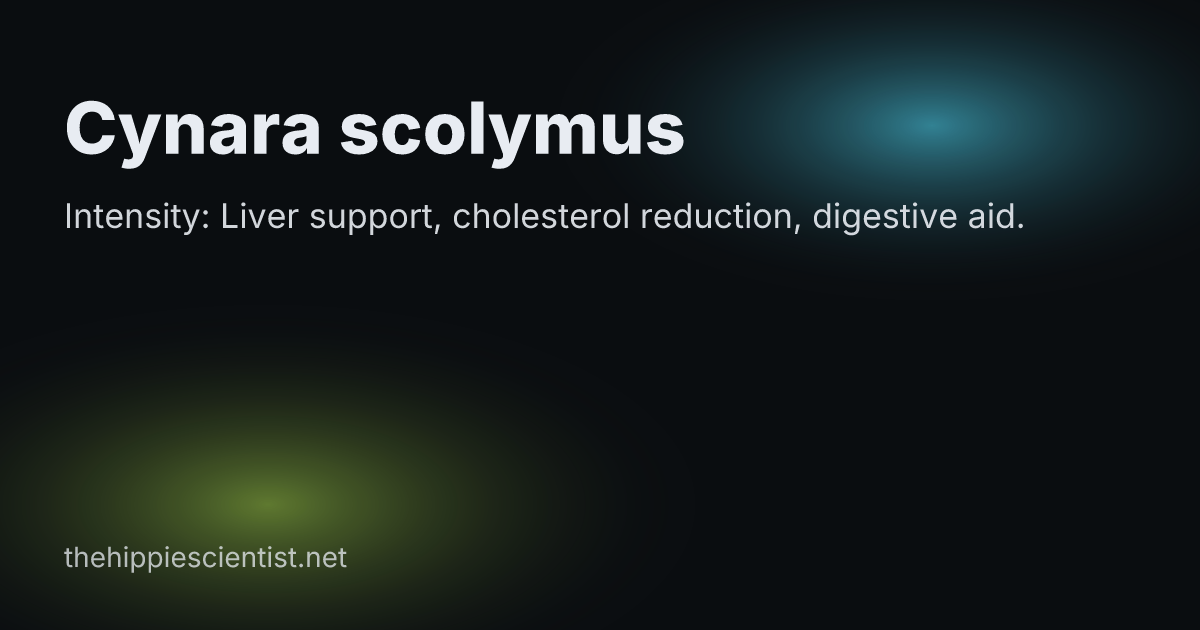 Cynara scolymus
Intensity: Liver support, cholesterol reduction, digestive aid.
thehippiescientist.net